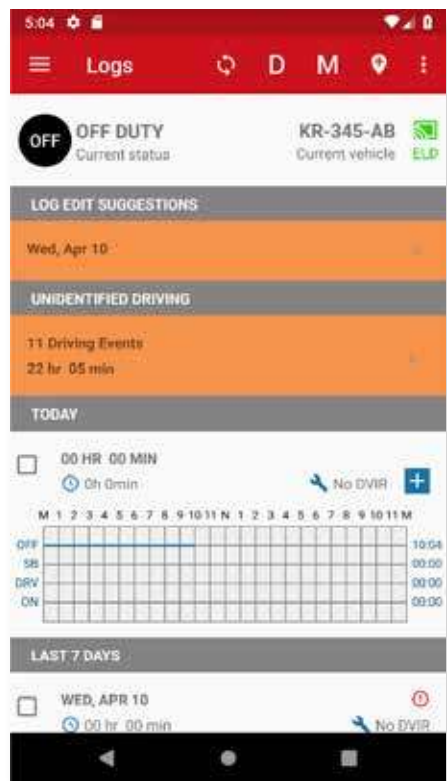 5:04
Logs D M
OFF OFF DUTY KR-345-AB
Current status Current vehicle ELD
LOG EDIT SUGGESTIONS
Wed, Apr 10
UNIDENTIFIED DRIVING
11 Driving Events
22 hr 05 min
TODAY
00 HR 00 MIN
0h 0min No DVIR
M 1 2 3 4 5 6 7 8 9 10 11 N 1 2 3 4 5 6 7 8 9 10 11 M
OFF 10:04
SB 00:00
DRV 00:00
ON 00:00
LAST 7 DAYS
WED, APR 10
00 hr 00 min No DVIR